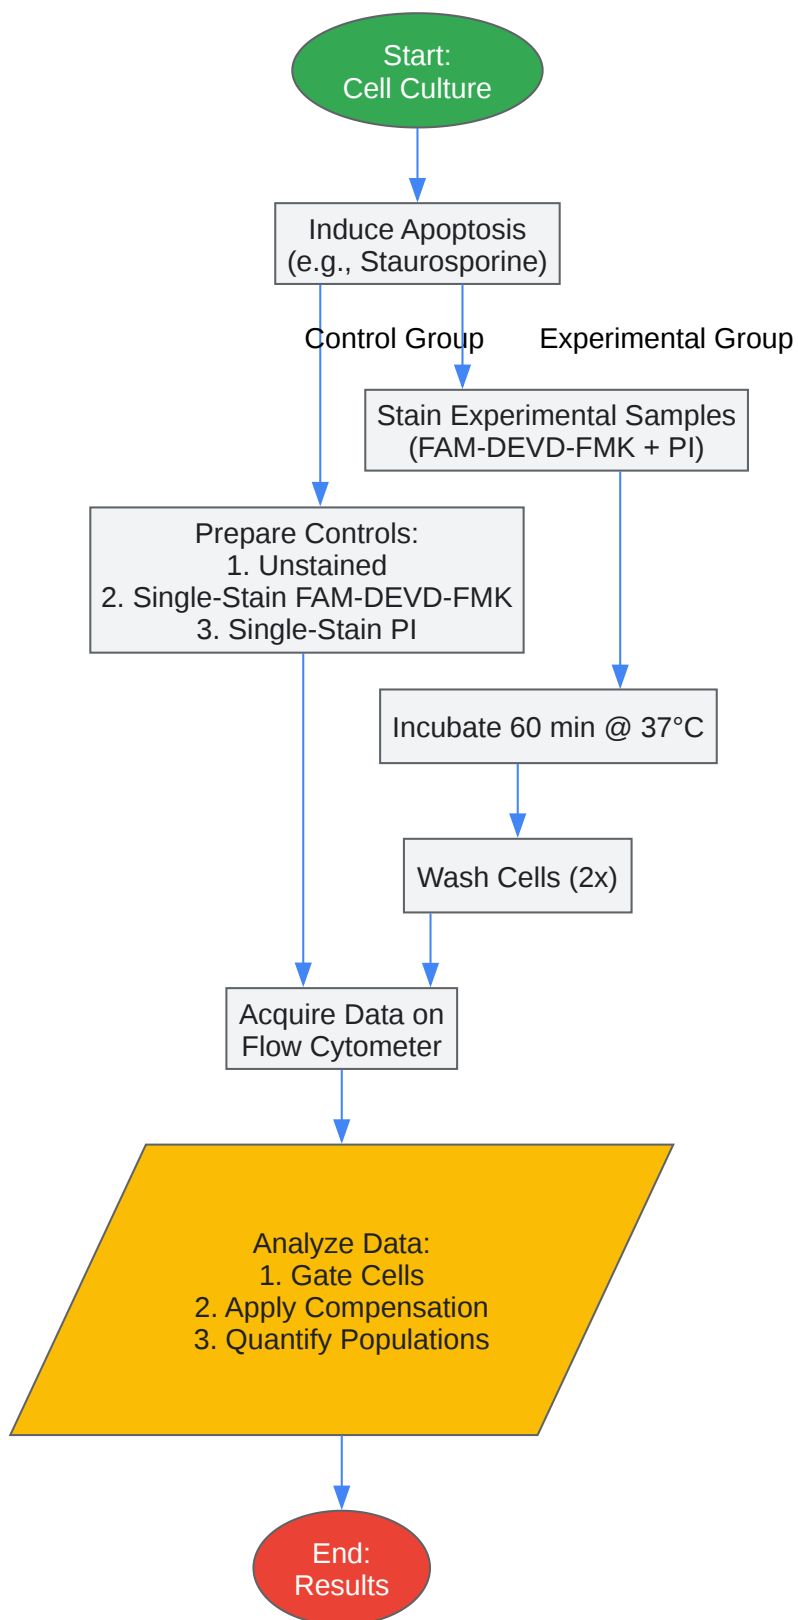 Start:
Cell Culture
Induce Apoptosis
(e.g., Staurosporine)
Control Group
Experimental Group
Stain Experimental Samples
(FAM-DEVD-FMK + PI)
Prepare Controls:
1. Unstained
2. Single-Stain FAM-DEVD-FMK
3. Single-Stain PI
Incubate 60 min @ 37°C
Wash Cells (2x)
Acquire Data on
Flow Cytometer
Analyze Data:
1. Gate Cells
2. Apply Compensation
3. Quantify Populations
End:
Results